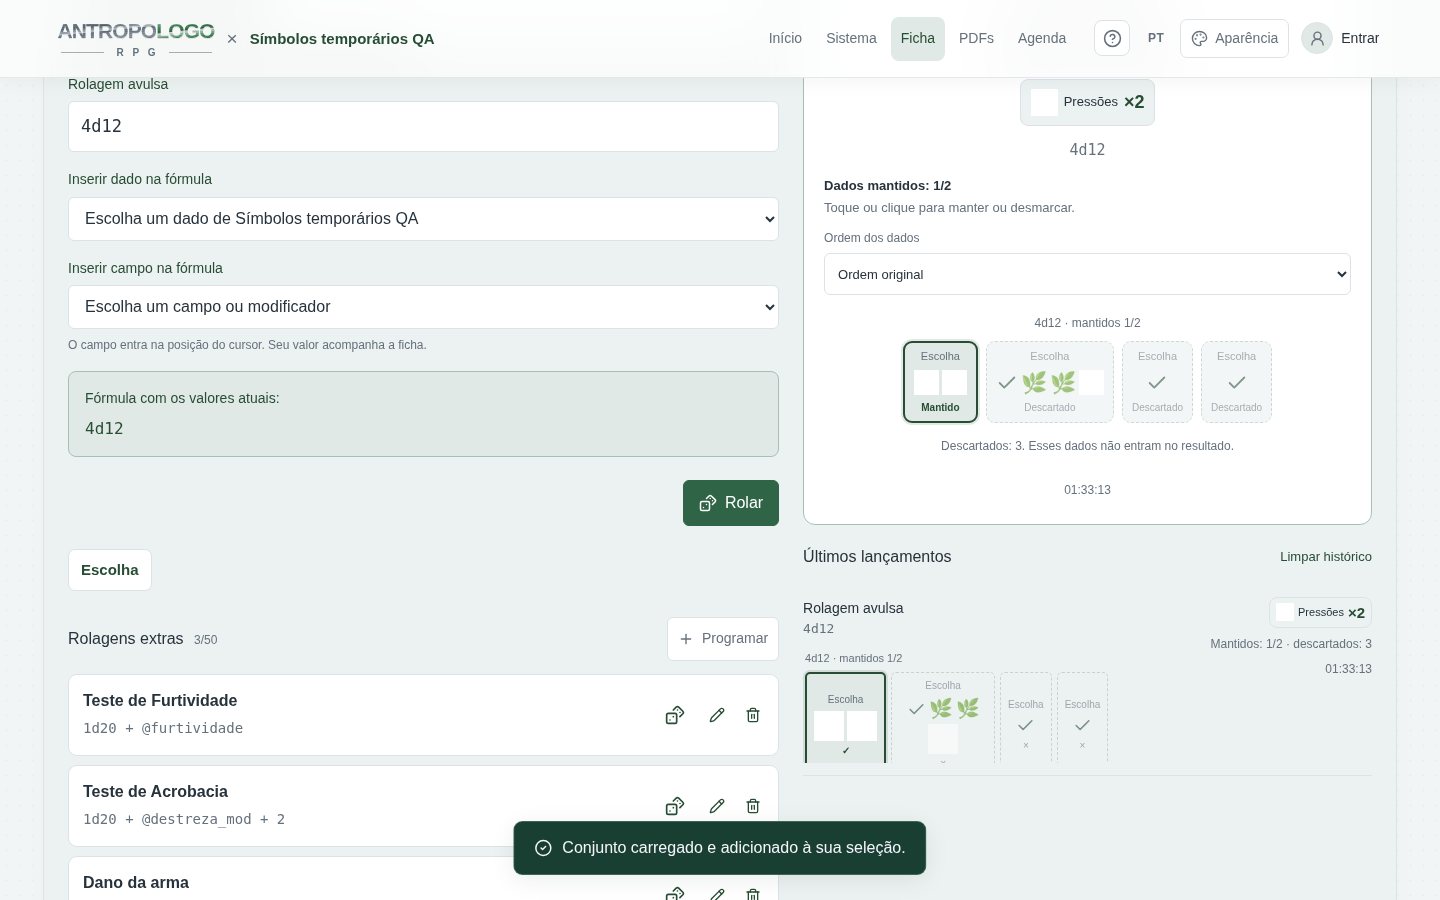 ANTROPOLOGO
RPG
× Símbolos temporários QA
Início Sistema Ficha PDFs Agenda PT Aparência Entrar
Rolagem avulsa
4d12
Inserir dado na fórmula
Escolha um dado de Símbolos temporários QA
Inserir campo na fórmula
Escolha um campo ou modificador
O campo entra na posição do cursor. Seu valor acompanha a ficha.
Fórmula com os valores atuais:
4d12
Rolar
Escolha
Rolagens extras 3/50
Programar
Teste de Furtividade
1d20 + @furtividade
Teste de Acrobacia
1d20 + @destreza_mod + 2
Dano da arma
Pressões ×2
4d12
Dados mantidos: 1/2
Toque ou clique para manter ou desmarcar.
Ordem dos dados
Ordem original
4d12 · mantidos 1/2
Escolha Escolha Escolha Escolha
Mantido Descartado Descartado Descartado
Descartados: 3. Esses dados não entram no resultado.
01:33:13
Últimos lançamentos
Limpar histórico
Rolagem avulsa
4d12
Pressões ×2
Mantidos: 1/2 · descartados: 3
01:33:13
4d12 · mantidos 1/2
Escolha Escolha Escolha Escolha
✓ × ×
Conjunto carregado e adicionado à sua seleção.